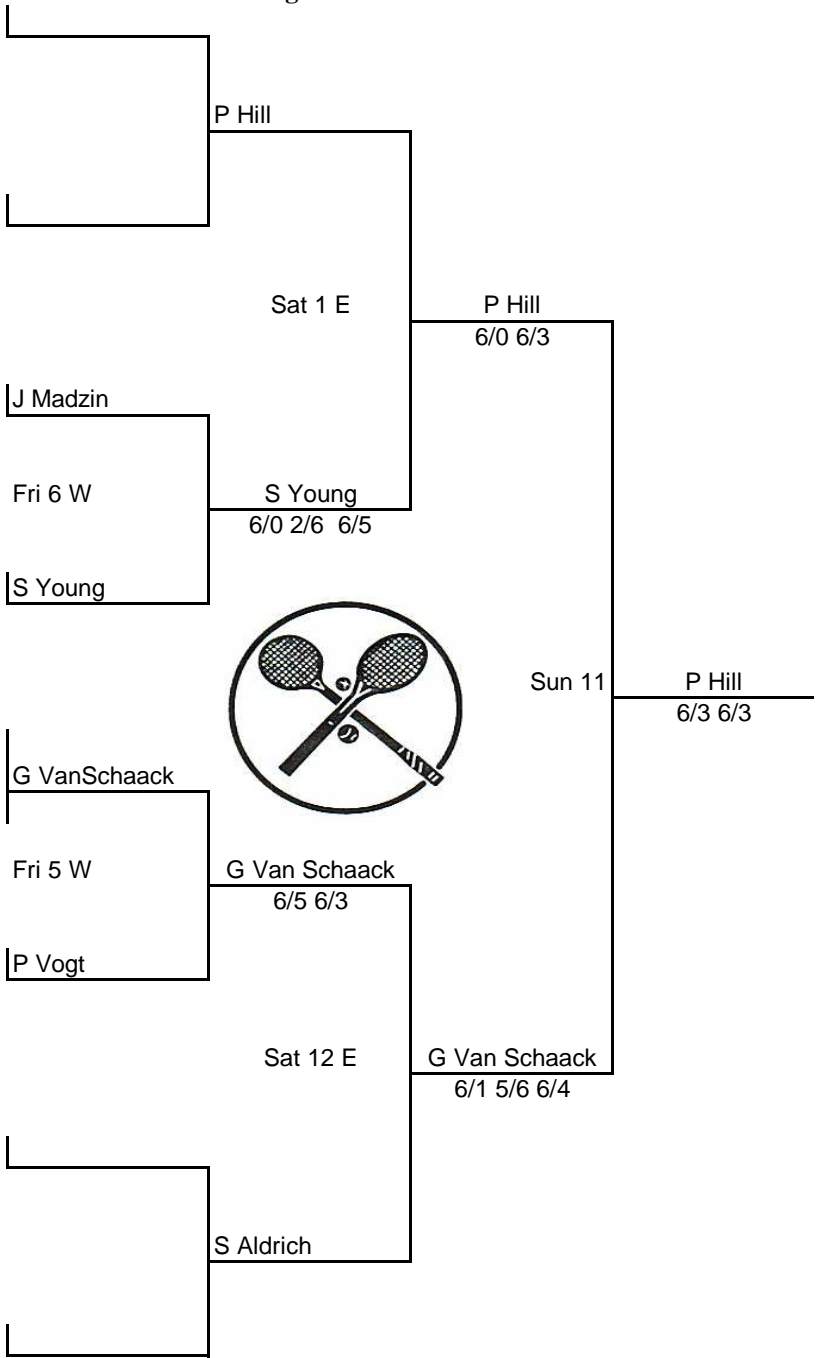 P Hill
Sat 1 E
P Hill
6/0 6/3
J Madzin
Fri 6 W
S Young
6/0 2/6  6/5
S Young
Sun 11
P Hill
6/3 6/3
G VanSchaack
Fri 5 W
G Van Schaack
6/5 6/3
P Vogt
Sat 12 E
G Van Schaack
6/1 5/6 6/4
S Aldrich